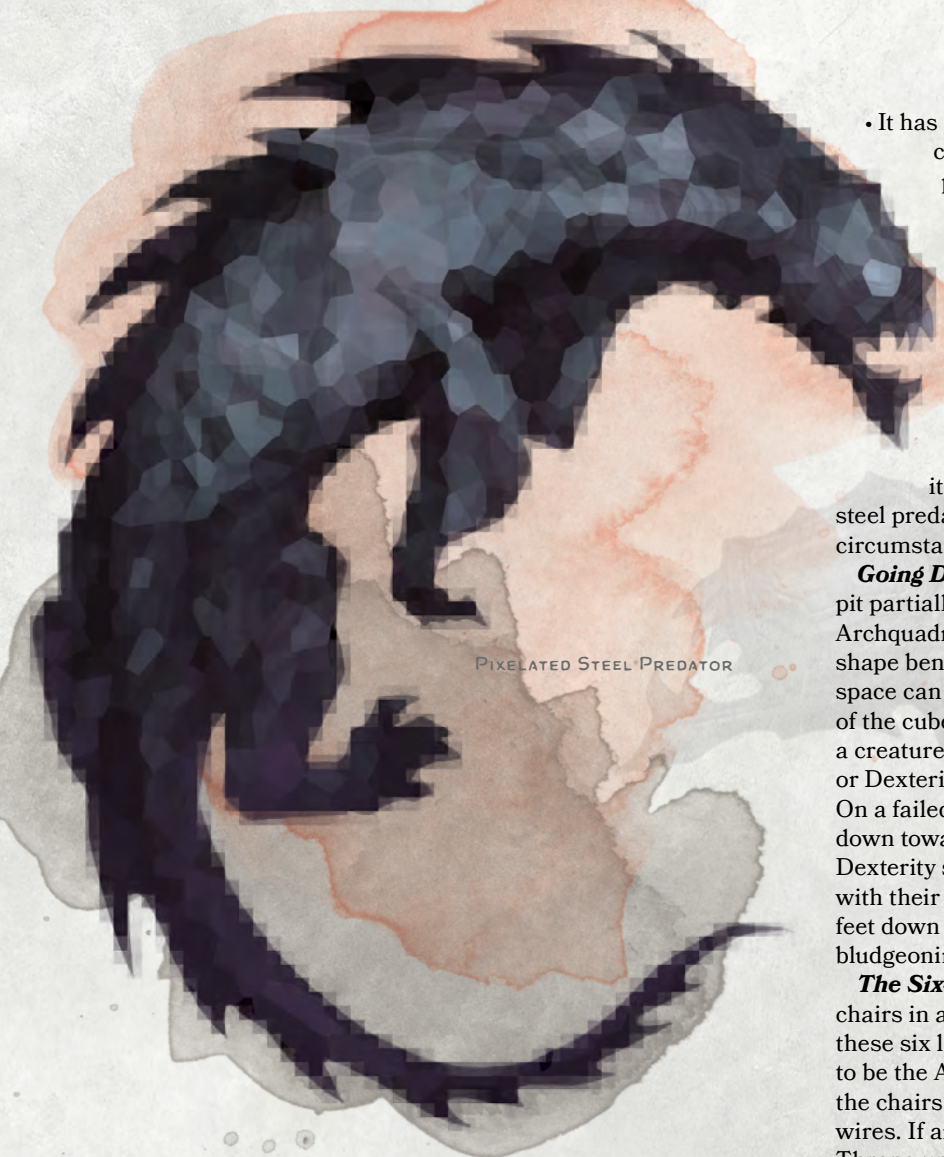 • It has
c
it
steel preda
circumsta
Going D
pit partiall
Archquadr
shape ben
space can
of the cube
a creature
or Dexteri
On a failed
down towa
Dexterity s
with their
feet down
bludgeonin
The Six-
chairs in a
these six l
to be the A
the chairs
wires. If a
PIXELATED STEEL PREDATOR